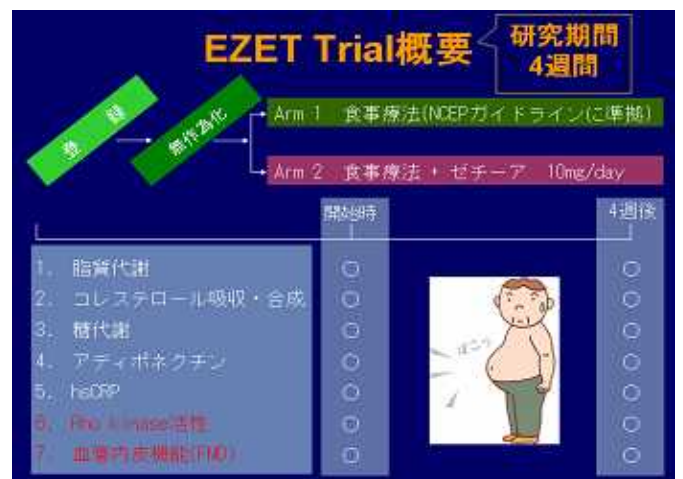 EZET Trial概要
研究期間
4週間
登 録
無作為化
Arm 1 食事療法(NCEPガイドライン(に準拠)
Arm 2 食事療法 + ゼチーア 10mg/day
開始時
4週後
1. 脂質代謝 ○ ○
2. コレステロール吸収・合成 ○ ○
3. 糖代謝 ○ ○
4. アディポネクチン ○ ○
5. hsCRP ○ ○
6. Rho kinase活性 ○ ○
7. 血管内皮機能(FMD) ○ ○
ぽこっ